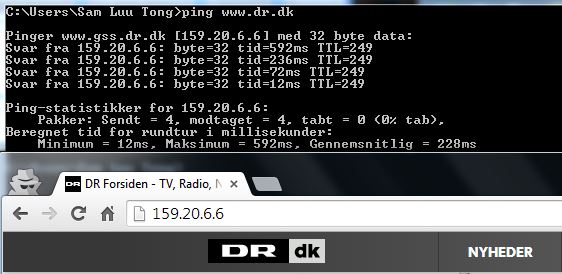 C:\Users\Sam Luu Tong>ping www.dr.dk
Pinger www.gss.dr.dk [159.20.6.6] med 32 byte data:
Svar fra 159.20.6.6: byte=32 tid=592ms TTL=249
Svar fra 159.20.6.6: byte=32 tid=236ms TTL=249
Svar fra 159.20.6.6: byte=32 tid=72ms TTL=249
Svar fra 159.20.6.6: byte=32 tid=12ms TTL=249
Ping-statistikker for 159.20.6.6:
Pakker: Sendt = 4, modtaget = 4, tabt = 0 (0% tab),
Beregnet tid for rundtur i millisekunder:
Minimum = 12ms, Maksimum = 592ms, Gennemsnitlig = 228ms
DR DR Forsiden - TV, Radio, N
159.20.6.6
DR dk NYHEDER